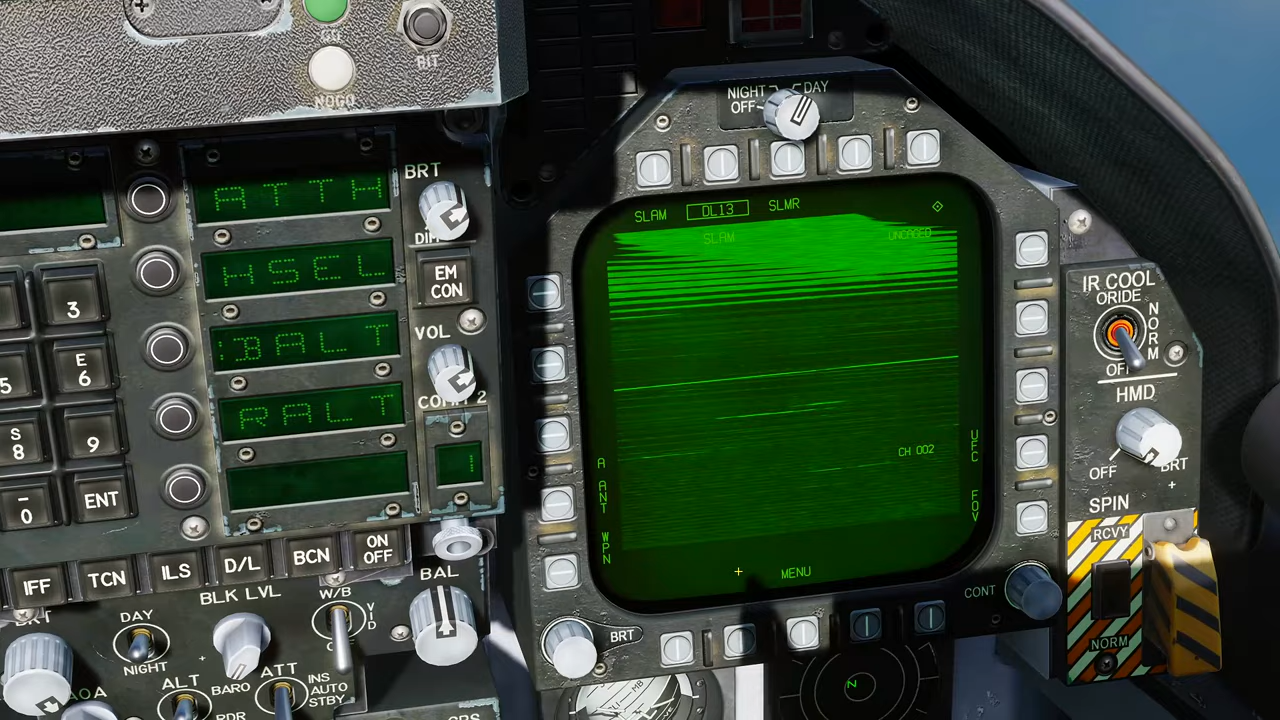 GO
NOGO
BIT
ATTH
HSEL
:BALT
RALT
BRT
DIM
EM
CON
VOL
COMM 2
1
3
5
E
6
S
8
9
-
0
ENT
IFF
TCN
ILS
D/L
BCN
ON
OFF
DAY
NIGHT
BLK LVL
W/B
BAL
BARO
RDR
ALT
ATT
INS
AUTO
STBY
NIGHT
DAY
OFF
SLAM
DL13
SLMR
SLAM
UNCAGED
CH 002
UFC
FOV
A
ANT
WPN
MENU
BRT
CONT
N
IR COOL
ORIDE
NORM
OFF
HMD
OFF
BRT
SPIN
RCVY
NORM